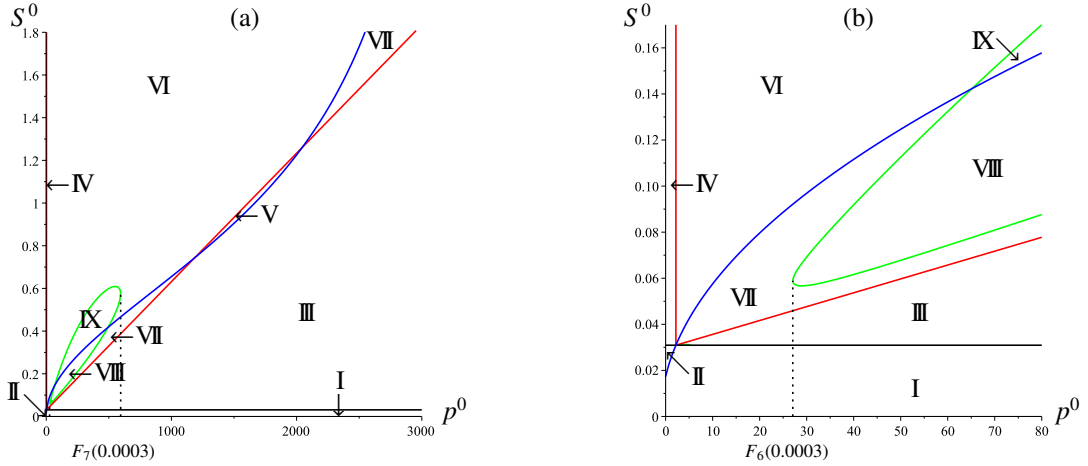 (a)
S⁰
1.8
1.6
1.4
1.2
1
0.8
0.6
0.4
0.2
0
VI
VII
IV
V
IX
VII
VIII
III
II
I
0
1000
2000
3000
p⁰
F₇(0.0003)
(b)
S⁰
0.16
0.14
0.12
0.10
0.08
0.06
0.04
0.02
0
IX
VI
IV
VIII
VII
III
II
I
0
10
20
30
40
50
60
70
80
p⁰
F₆(0.0003)